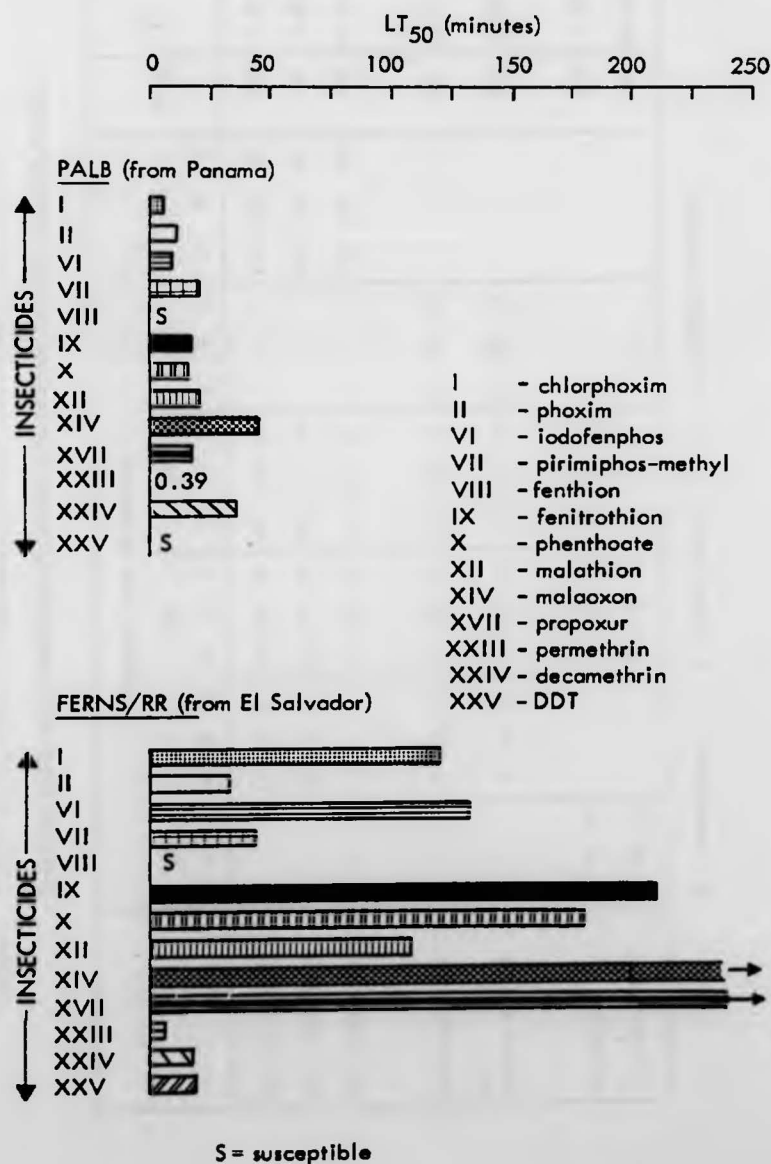 LT50 (minutes)
0 50 100 150 200 250
PALB (from Panama)
INSECTICIDES
I
II
VI
VII
VIII S
IX
X
XII
XIV
XVII
XXIII 0.39
XXIV
XXV S
I - chlorphoxim
II - phoxim
VI - iodofenphos
VII - pirimiphos-methyl
VIII - fenthion
IX - fenitrothion
X - phenthoate
XII - malathion
XIV - malaoxon
XVII - propoxur
XXIII - permethrin
XXIV - decamethrin
XXV - DDT
FERNS/RR (from El Salvador)
INSECTICIDES
I
II
VI
VII
VIII S
IX
X
XII
XIV
XVII
XXIII
XXIV
XXV
S = susceptible